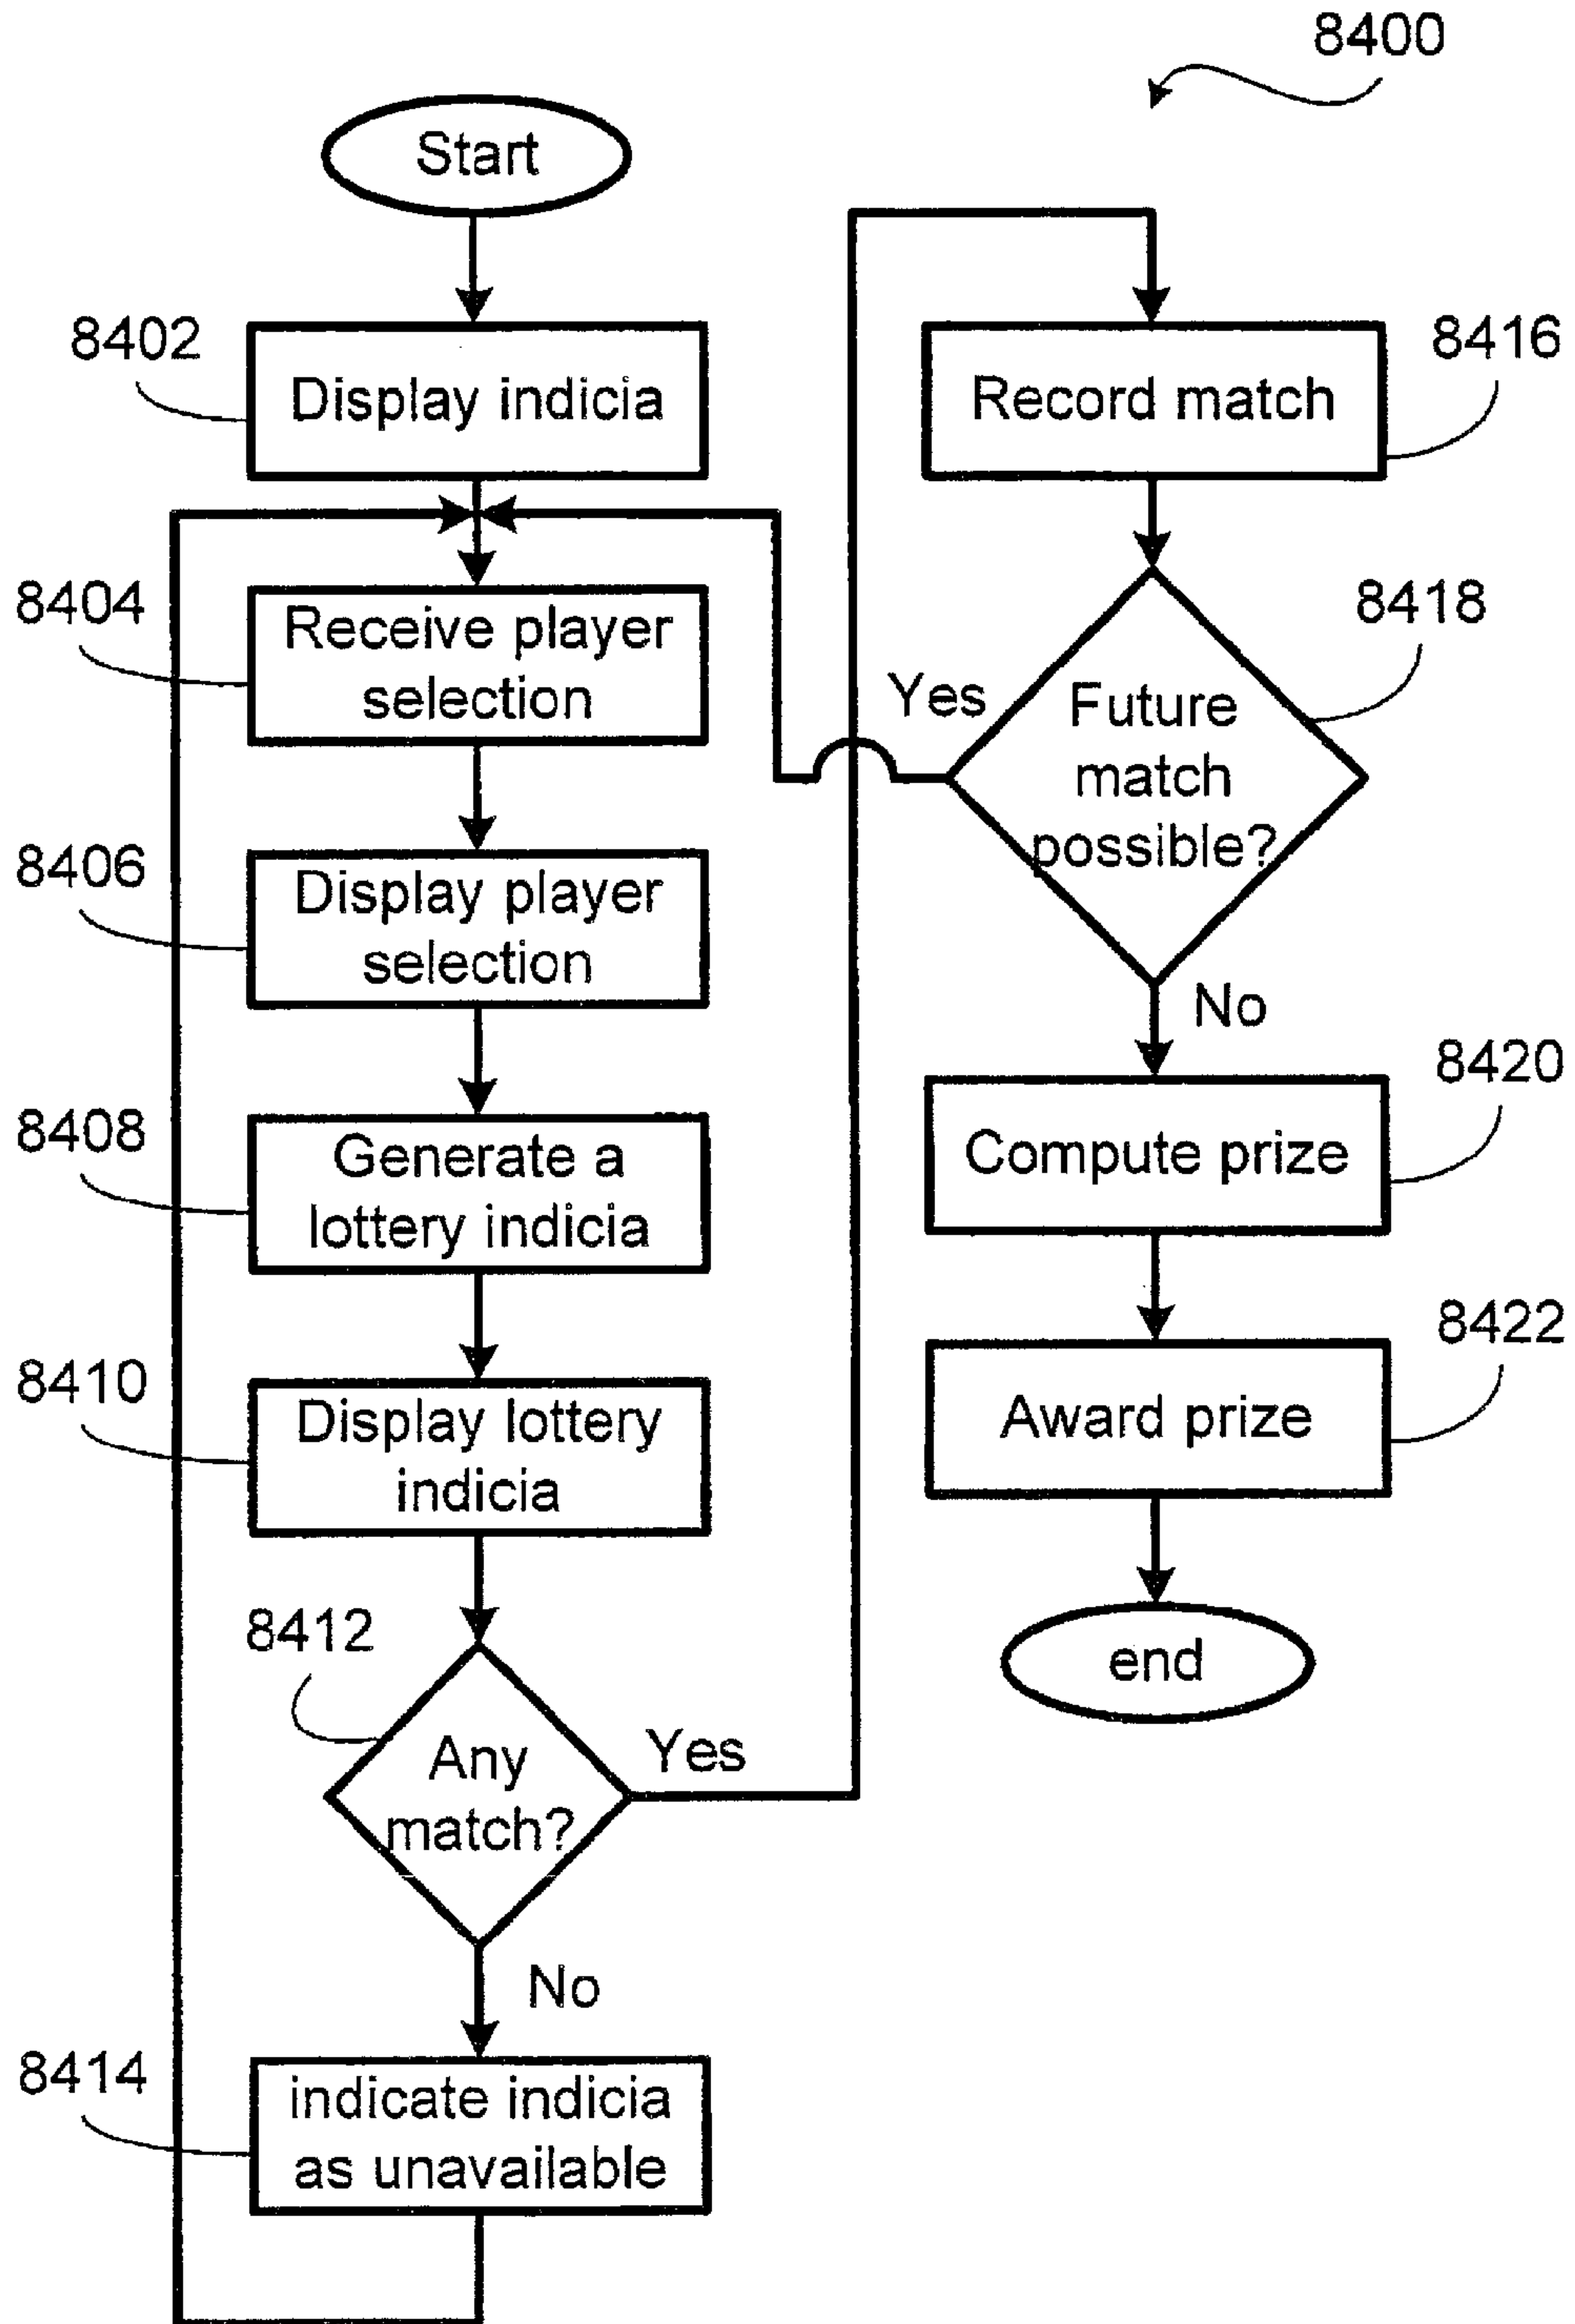 8400
Start
8402
Display indicia
8404
Receive player
selection
8406
Display player
selection
8408
Generate a
lottery indicia
8410
Display lottery
indicia
8412
Any
match?
Yes
No
8414
indicate indicia
as unavailable
8416
Record match
8418
Future
match
possible?
Yes
No
8420
Compute prize
8422
Award prize
end